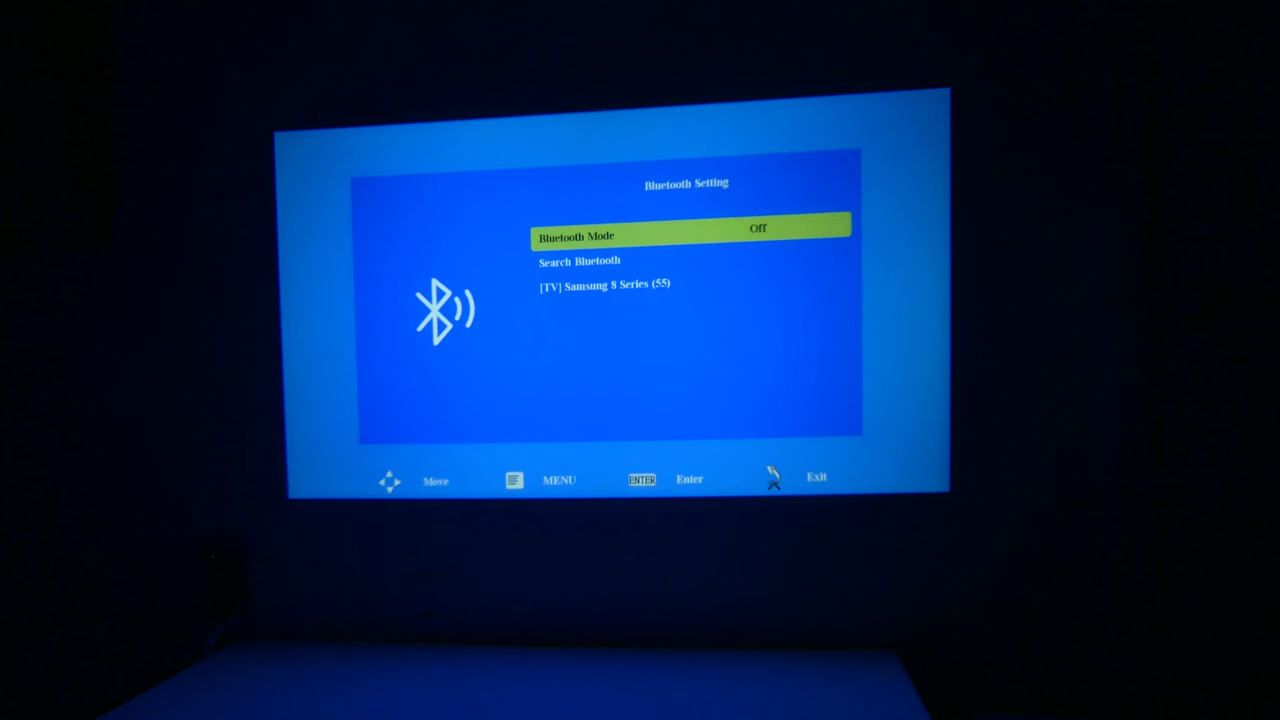 Bluetooth Setting
Bluetooth Mode Off
Search Bluetooth
[TV] Samsung 8 Series (55)
Move MENU ENTER Enter Exit